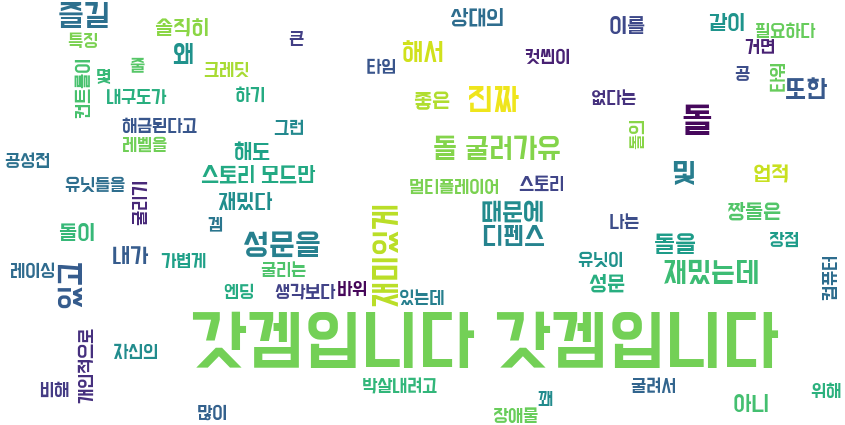 즐길
솔직히
상대의
이를
같이
필요하다
특징
왜
큰
해서
컷씬이
거면
컨트롤이
몇
줄
크레딧
타임
공
타워
또한
내구도가
하기
좋은
진짜
없다는
돌
해금된다고
그런
레벨을
해도
돌 굴러가유
돌의
공성전
스토리 모드만
및
업적
유닛들을
굴리기
재밌다
멀티플레이어
스토리
겜
때문에
나는
짱돌은
돌이
성문을
재미있게
디펜스
돌을
장점
내가
가볍게
굴리는
유닛이
재밌는데
레이싱
있고
엔딩
생각보다
바위
있는데
성문
컴퓨터
갓겜입니다 갓겜입니다
개인적으로
자신의
비해
박살내려고
꽤
굴려서
위해
많이
장애물
아니